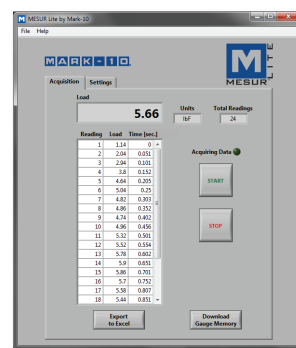 MESUR Lite by Mark-10
File Help
MARK-10
M
MESUR
LITE
Acquisition Settings
Load
5.66
Units
lbF
Total Readings
24
Reading Load Time [sec.]
1 1.14 0
2 2.04 0.051
3 2.94 0.101
4 3.8 0.152
5 4.64 0.205
6 5.04 0.25
7 4.82 0.303
8 4.86 0.352
9 4.74 0.402
10 4.96 0.456
11 5.32 0.501
12 5.52 0.554
13 5.78 0.602
14 5.9 0.651
15 5.86 0.701
16 5.7 0.752
17 5.58 0.807
18 5.44 0.851
Acquiring Data
START
STOP
Export
to Excel
Download
Gauge Memory